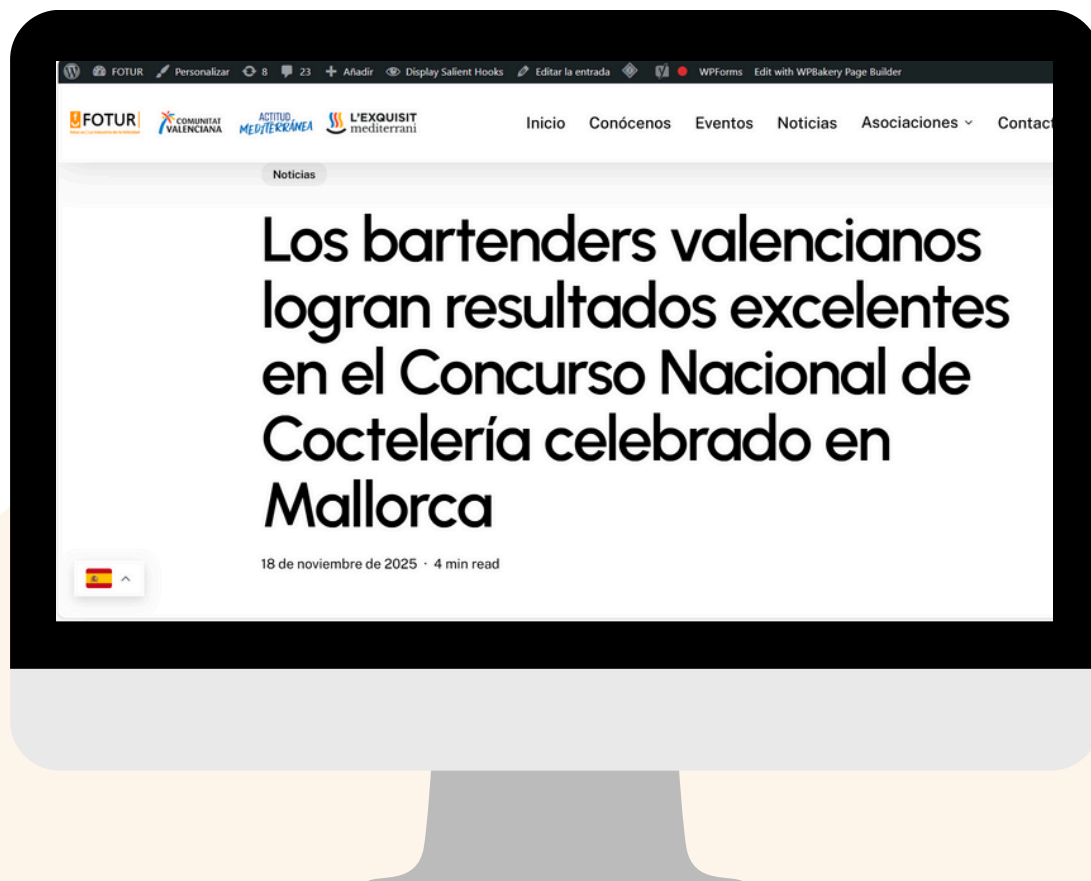 FOTUR Personalizar 8 23 Añadir Display Salient Hooks Editar la entrada WPForms Edit with WPBakery Page Builder
FOTUR COMUNITAT VALENCIANA ACTITUD MEDITERRÁNEA L'EXQUISIT mediterrani Inicio Conócenos Eventos Noticias Asociaciones Contact
Noticias
Los bartenders valencianos
logran resultados excelentes
en el Concurso Nacional de
Coctelería celebrado en
Mallorca
18 de noviembre de 2025 · 4 min read